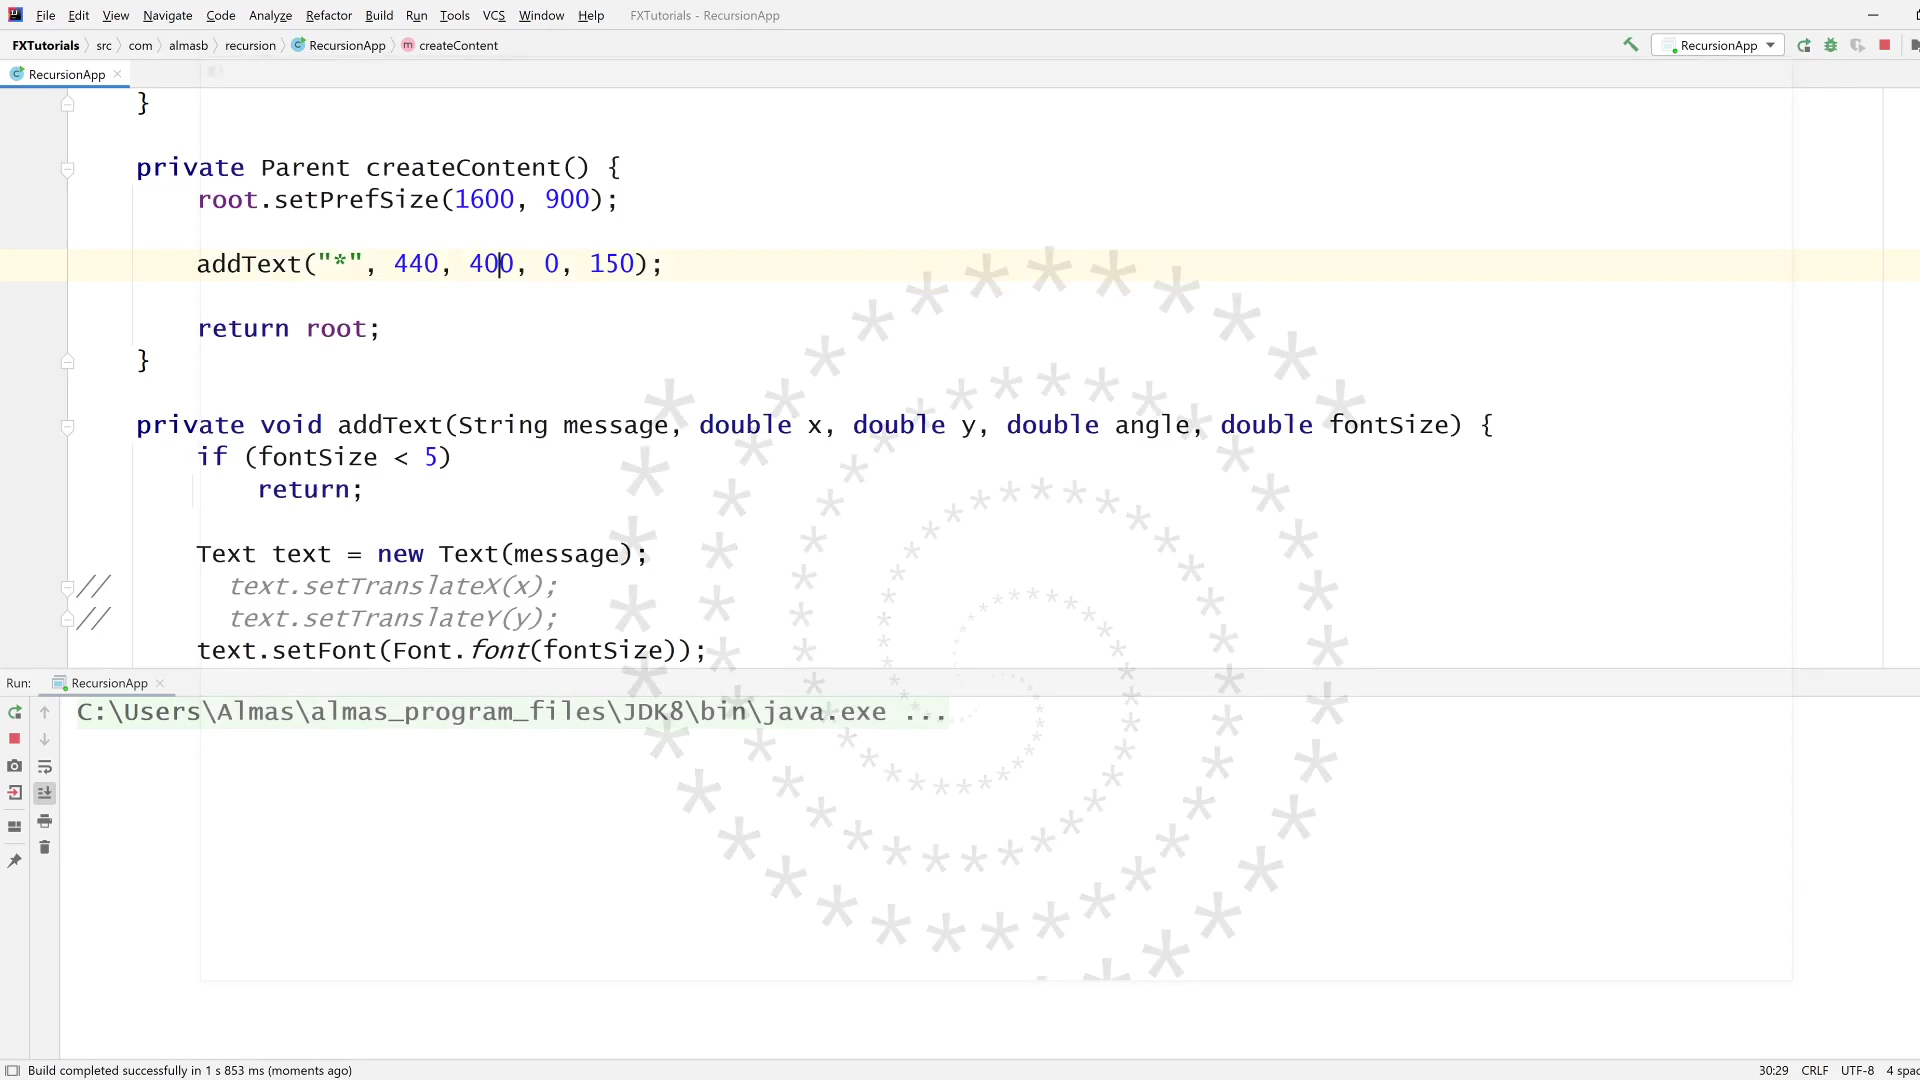 File Edit View Navigate Code Analyze Refactor Build Run Tools VCS Window Help FXTutorials - RecursionApp
FXTutorials src com almasb recursion RecursionApp createContent RecursionApp
RecursionApp
}
private Parent createContent() {
root.setPrefSize(1600, 900);
addText("*", 440, 400, 0, 150);
return root;
}
private void addText(String message, double x, double y, double angle, double fontSize) {
if (fontSize < 5)
return;
Text text = new Text(message);
// text.setTranslateX(x);
// text.setTranslateY(y);
text.setFont(Font.font(fontSize));
Run: RecursionApp
C:\Users\Almas\almas_program_files\JDK8\bin\java.exe ...
Build completed successfully in 1 s 853 ms (moments ago) 30:29 CRLF UTF-8 4 spac